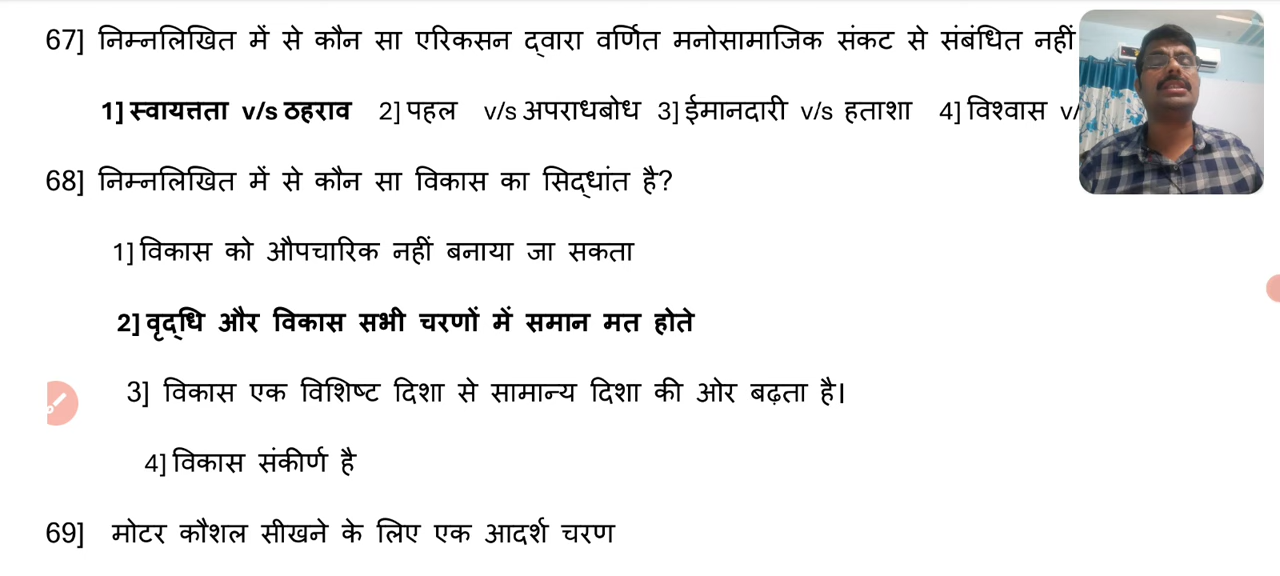 67] निम्नलिखित में से कौन सा एरिकसन द्वारा वर्णित मनोसामाजिक संकट से संबंधित नहीं
1] स्वायत्तता v/s ठहराव 2] पहल v/s अपराधबोध 3] ईमानदारी v/s हताशा 4] विश्वास v/
68] निम्नलिखित में से कौन सा विकास का सिद्धांत है?
1] विकास को औपचारिक नहीं बनाया जा सकता
2] वृद्धि और विकास सभी चरणों में समान मत होते
3] विकास एक विशिष्ट दिशा से सामान्य दिशा की ओर बढ़ता है।
4] विकास संकीर्ण है
69] मोटर कौशल सीखने के लिए एक आदर्श चरण